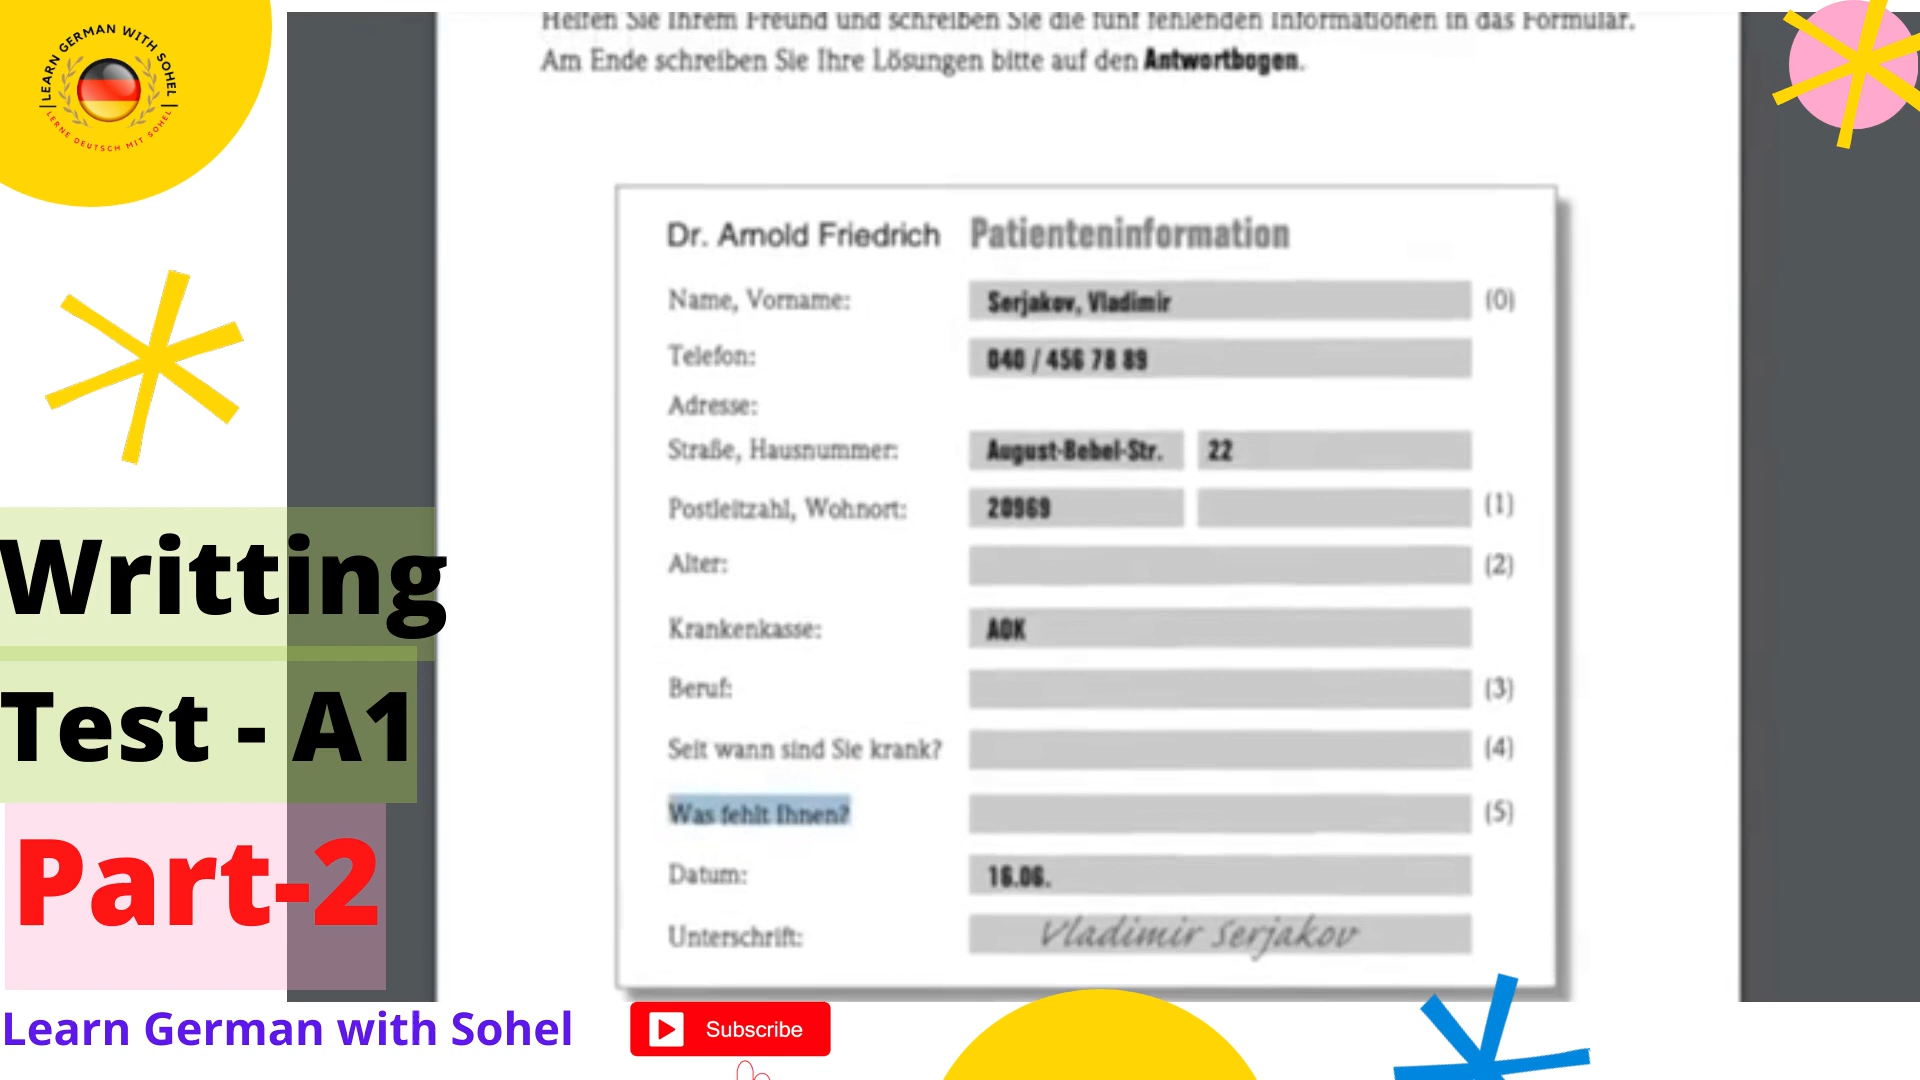 LEARN GERMAN WITH SOHEL
LERNE DEUTSCH MIT SOHEL
Helfen Sie Ihrem Freund und schreiben Sie die fünf fehlenden Informationen in das Formular.
Am Ende schreiben Sie Ihre Lösungen bitte auf den Antwortbogen.
Dr. Arnold Friedrich Patienteninformation
Name, Vorname: Serjakov, Vladimir (0)
Telefon: 040 / 456 78 89
Adresse:
Straße, Hausnummer: August-Bebel-Str. 22
Postleitzahl, Wohnort: 20969 (1)
Alter: (2)
Krankenkasse: AOK
Beruf: (3)
Seit wann sind Sie krank? (4)
Was fehlt Ihnen? (5)
Datum: 16.06.
Unterschrift: Vladimir Serjakov
Writting
Test - A1
Part-2
Learn German with Sohel
Subscribe